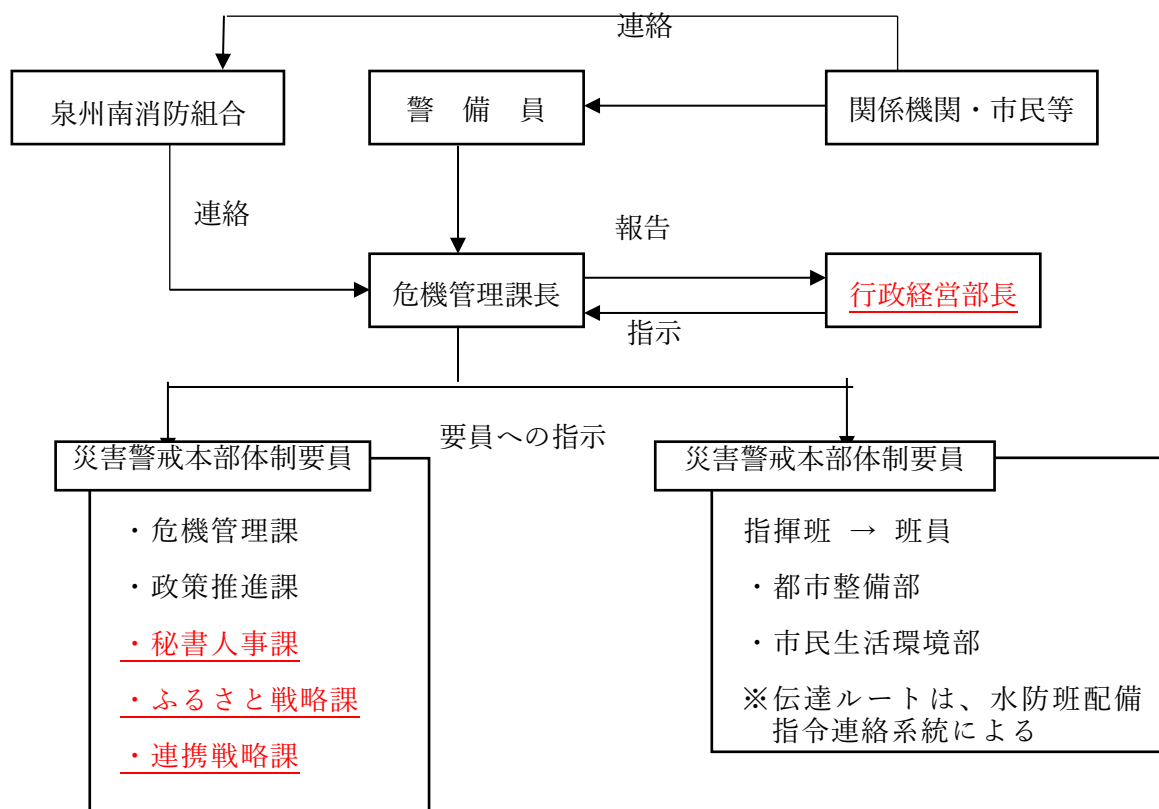 連絡
泉州南消防組合
警　備　員
関係機関・市民等
連絡
報告
危機管理課長
行政経営部長
指示
要員への指示
災害警戒本部体制要員
・危機管理課
・政策推進課
・秘書人事課
・ふるさと戦略課
・連携戦略課
災害警戒本部体制要員
指揮班 → 班員
・都市整備部
・市民生活環境部
※伝達ルートは、水防班配備
指令連絡系統による